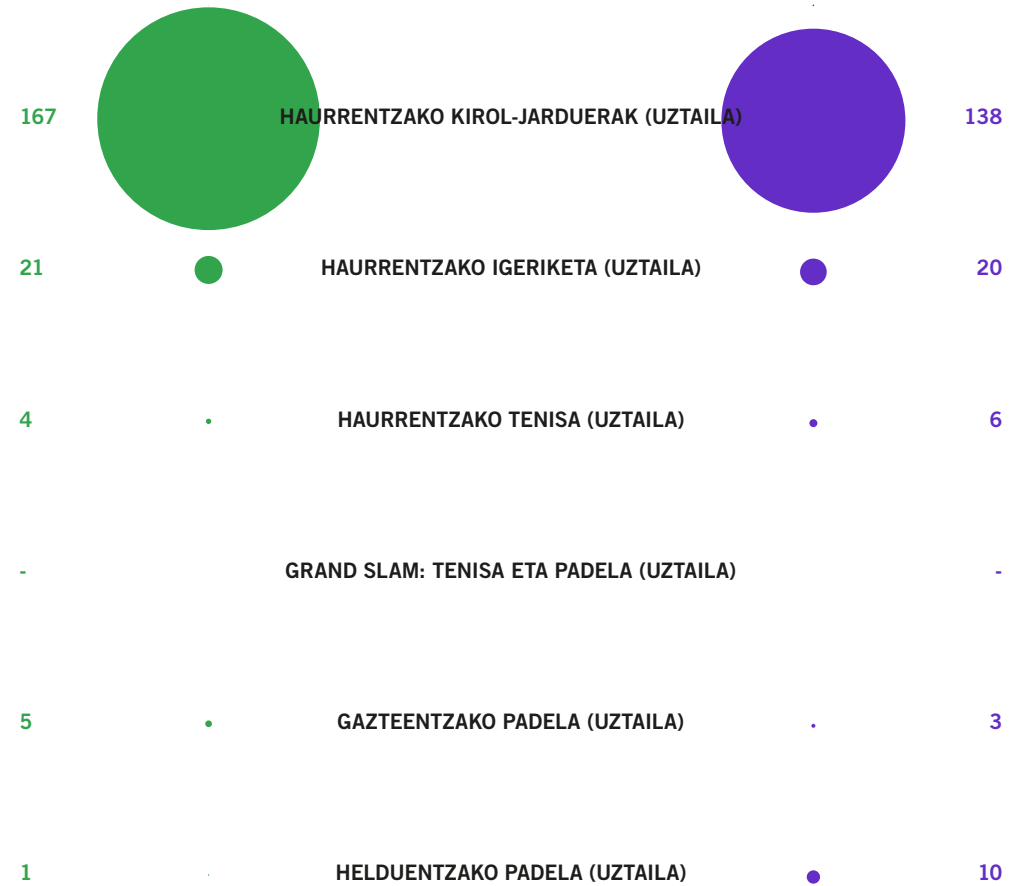 167 HAURRENTZAKO KIROL-JARDUERAK (UZTAILA) 138
21 HAURRENTZAKO IGERIKETA (UZTAILA) 20
4 HAURRENTZAKO TENISA (UZTAILA) 6
- GRAND SLAM: TENISA ETA PADELA (UZTAILA) -
5 GAZTEENTZAKO PADELA (UZTAILA) 3
1 HELDUENTZAKO PADELA (UZTAILA) 10